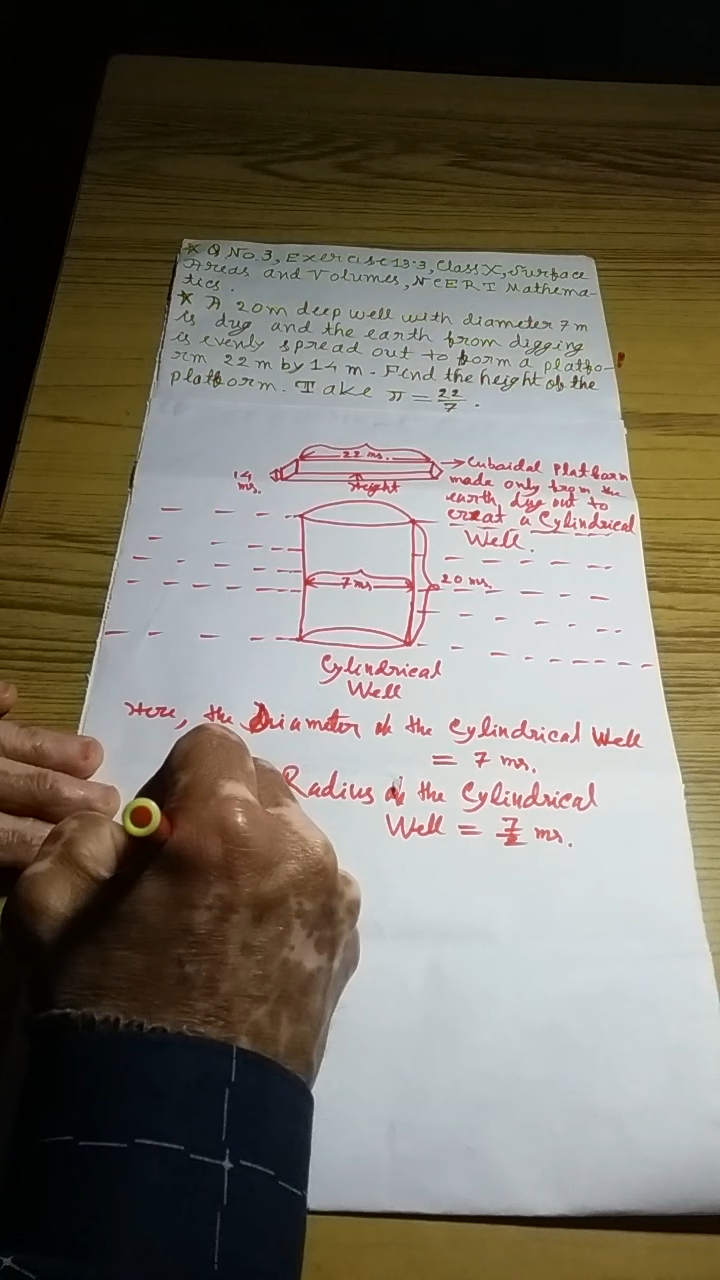 * Q.No.3, Exercise 13.3, Class X, Surface
Areas and Volumes, NCERT Mathema-
tics.
* A 20m deep well with diameter 7 m
is dug and the earth from digging
is evenly spread out to form a platfo-
rm 22 m by 14 m. Find the height of the
platform. Take π = 22/7.
22 ms.
14
ms.
Height
→ Cuboidal Platform
made only from the
earth, dug out to
creat a Cylindrical
Well.
7 ms
20 ms.
Cylindrical
Well
Here, the Diameter of the Cylindrical Well
= 7 ms.
Radius of the Cylindrical
Well = 7/2 ms.